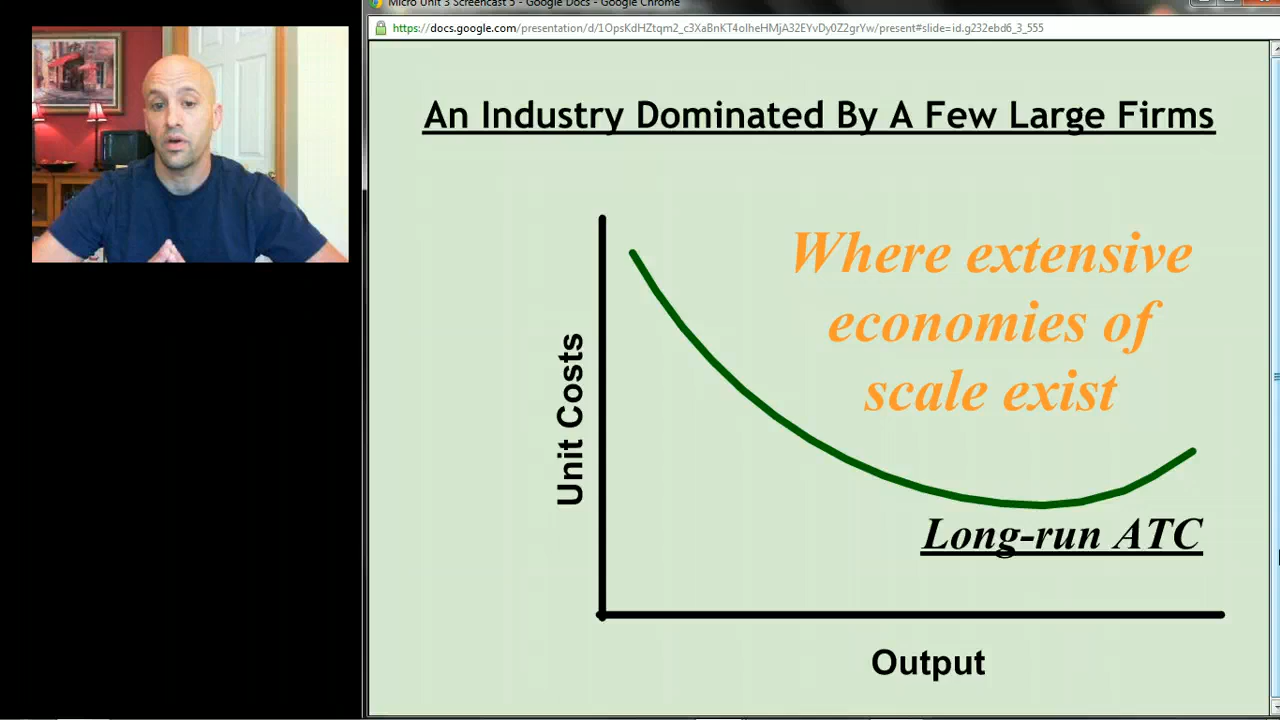 Micro Unit 3 Screencast 5 - Google Docs - Google Chrome
https://docs.google.com/presentation/d/1OpsKdHZtqm2_c3XaBnKT4oIheHMjA32EYvDy0Z2grYw/present#slide=id.g232ebd6_3_555
An Industry Dominated By A Few Large Firms
Where extensive
economies of
scale exist
Unit Costs
Long-run ATC
Output